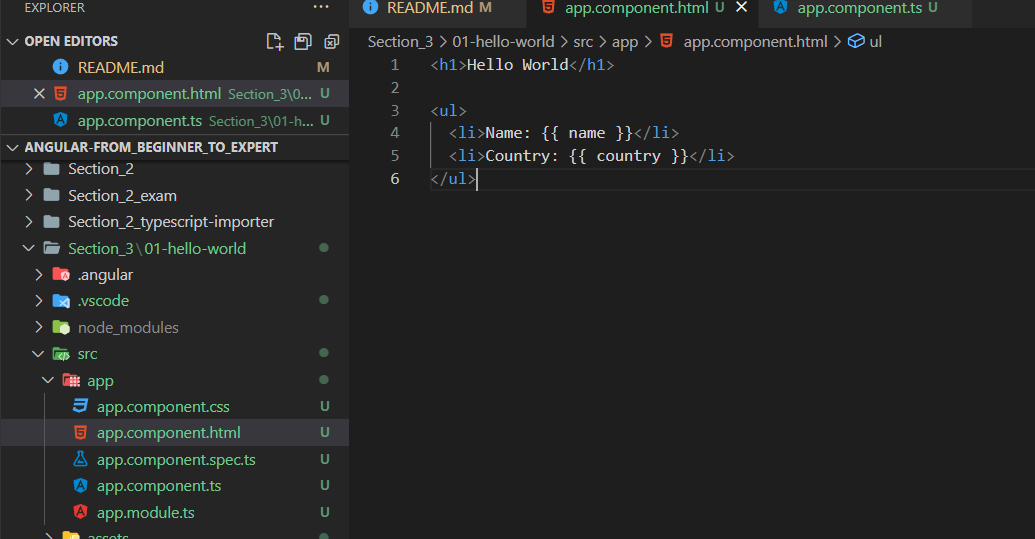 EXPLORER ...
OPEN EDITORS
README.md M
app.component.html Section_3\0... U
app.component.ts Section_3\01-h... U
ANGULAR-FROM_BEGINNER_TO_EXPERT
Section_2
Section_2_exam
Section_2_typescript-importer
Section_3\01-hello-world
.angular
.vscode
node_modules
src
app
app.component.css U
app.component.html U
app.component.spec.ts U
app.component.ts U
app.module.ts U
assets
README.md M app.component.html U app.component.ts U
Section_3 > 01-hello-world > src > app > app.component.html > ul
1 <h1>Hello World</h1>
2
3 <ul>
4 <li>Name: {{ name }}</li>
5 <li>Country: {{ country }}</li>
6 </ul>